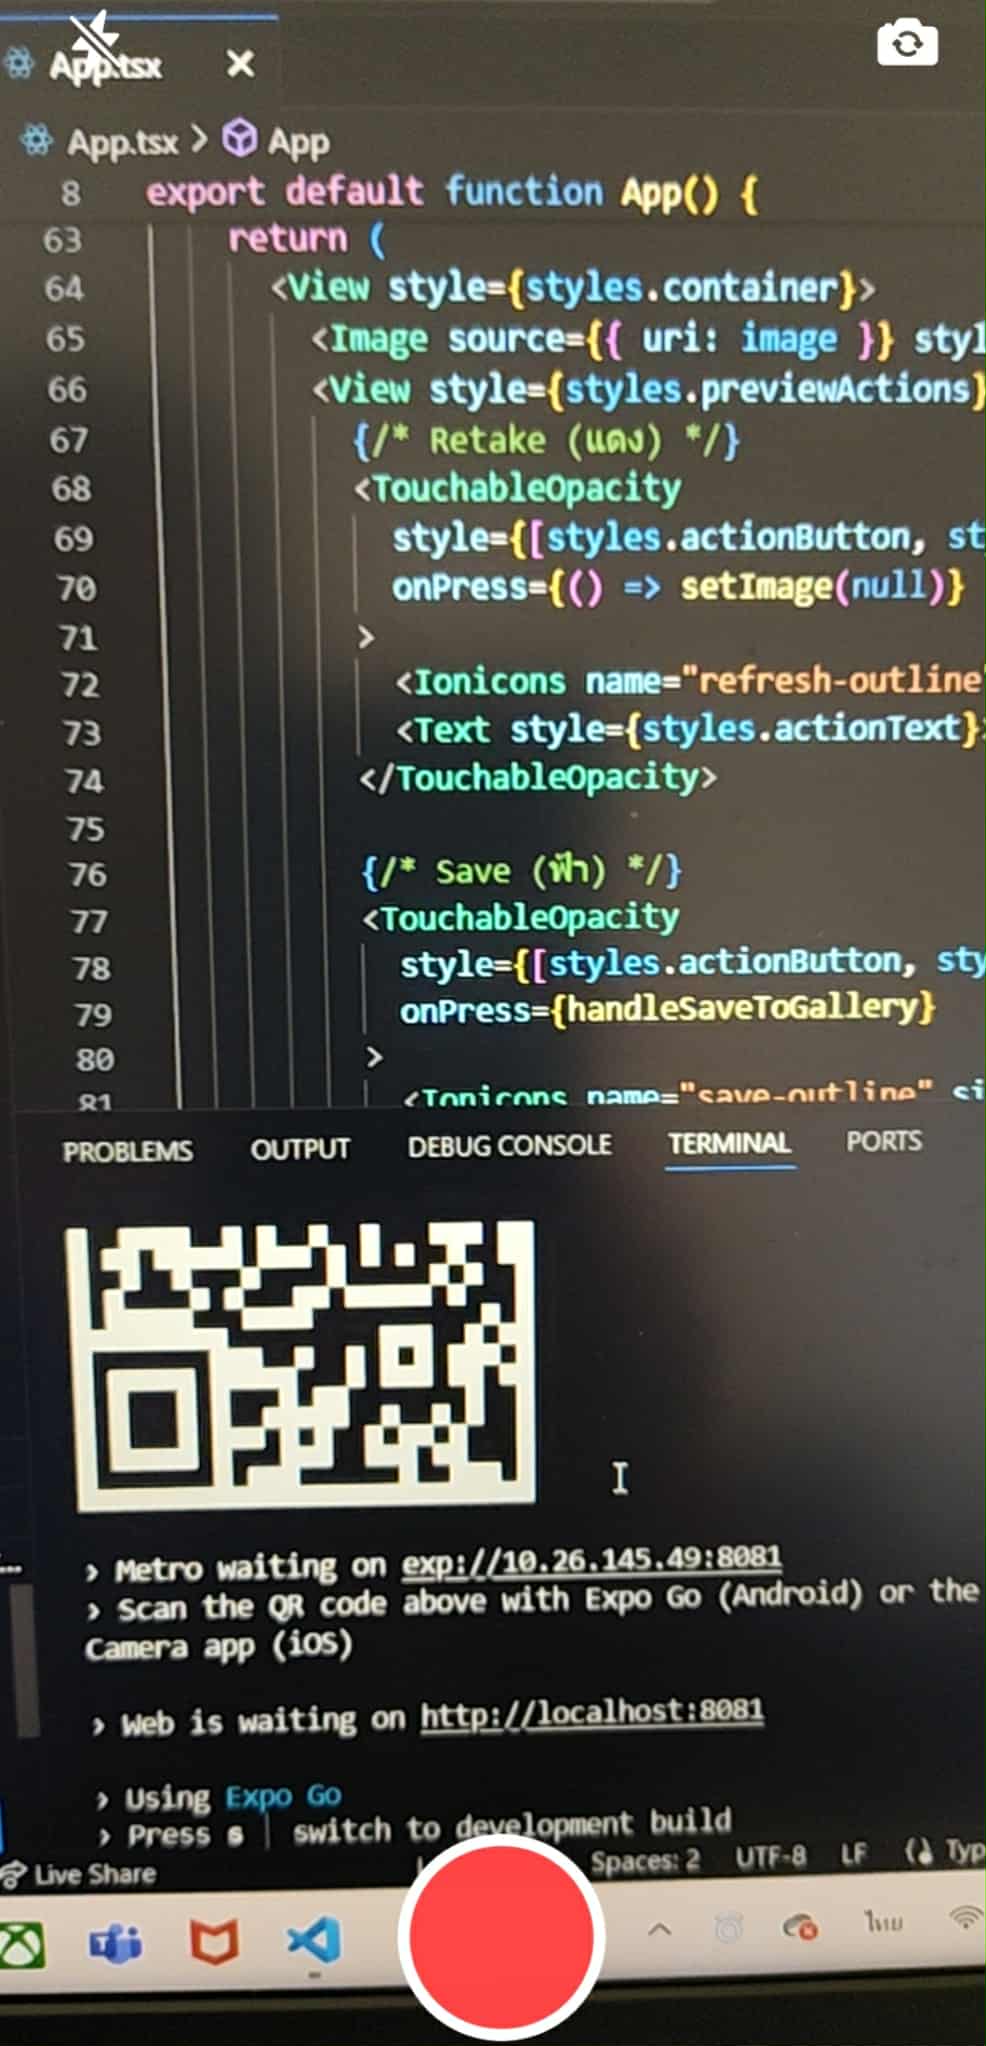 App.tsx
App.tsx > App
8 export default function App() {
63 return (
64 <View style={styles.container}>
65 <Image source={{ uri: image }} styl
66 <View style={styles.previewActions}
67 {/* Retake (แดง) */}
68 <TouchableOpacity
69 style={[styles.actionButton, st
70 onPress={() => setImage(null)}
71 >
72 <Ionicons name="refresh-outline"
73 <Text style={styles.actionText}>
74 </TouchableOpacity>
75
76 {/* Save (ฟ้า) */}
77 <TouchableOpacity
78 style={[styles.actionButton, sty
79 onPress={handleSaveToGallery}
80 >
81 <Ionicons name="save-outline" si
PROBLEMS OUTPUT DEBUG CONSOLE TERMINAL PORTS
› Metro waiting on exp://10.26.145.49:8081
› Scan the QR code above with Expo Go (Android) or the
Camera app (iOS)
› Web is waiting on http://localhost:8081
› Using Expo Go
› Press s │ switch to development build
Live Share Spaces: 2 UTF-8 LF Typ
ไทย